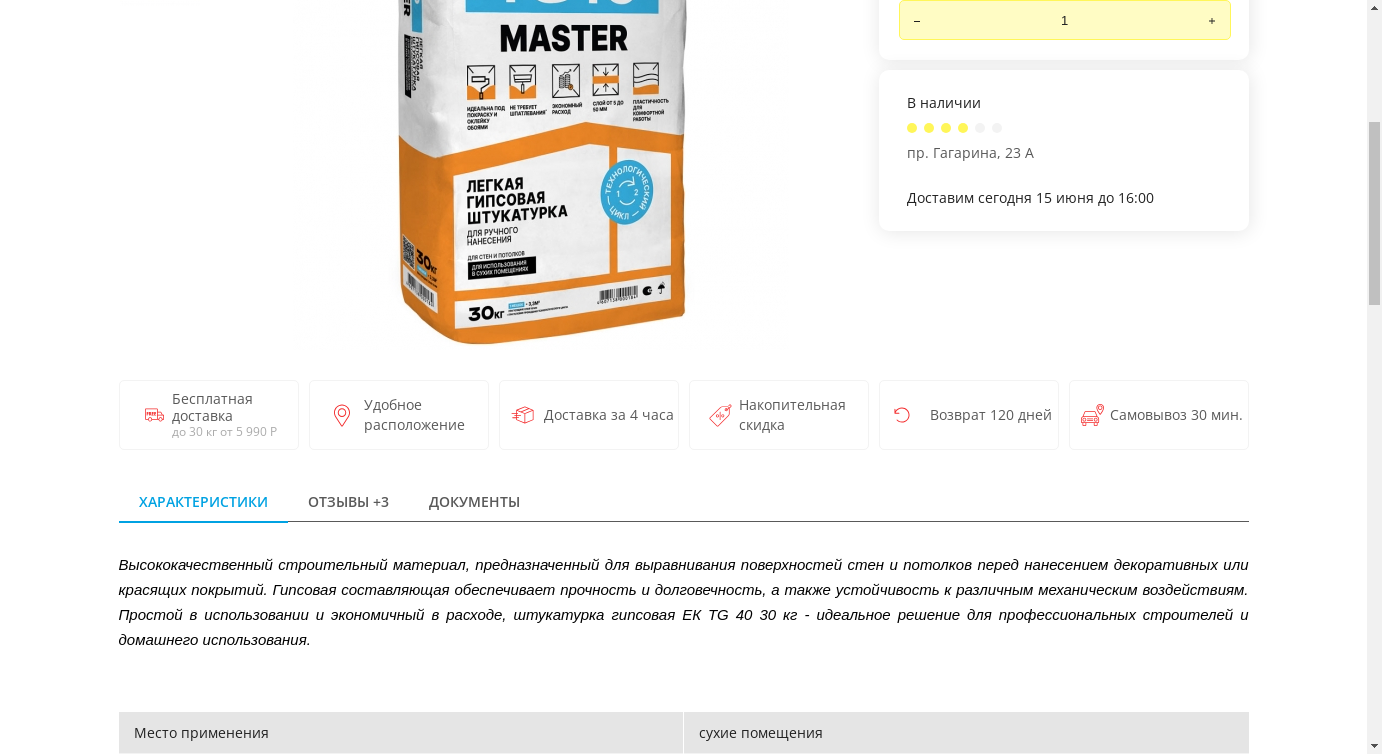 MASTER
ИДЕАЛЬНА ПОД
ПОКРАСКУ И
ОКЛЕЙКУ
ОБОЯМИ
НЕ ТРЕБУЕТ
ШПАТЛЕВАНИЯ
ЭКОНОМНЫЙ
РАСХОД
СЛОЙ ОТ 5 ДО
50 ММ
ПЛАСТИЧНОСТЬ
ДЛЯ
КОМФОРТНОЙ
РАБОТЫ
ЛЕГКАЯ
ГИПСОВАЯ
ШТУКАТУРКА
ДЛЯ РУЧНОГО
НАНЕСЕНИЯ
ТЕХНОЛОГИЧЕСКИЙ
ЦИКЛ
1 2
ДЛЯ СТЕН И ПОТОЛКОВ
ДЛЯ ИСПОЛЬЗОВАНИЯ
В СУХИХ ПОМЕЩЕНИЯХ
30кг
30кг
– 1 +
В наличии
пр. Гагарина, 23 А
Доставим сегодня 15 июня до 16:00
FREE
Бесплатная
доставка
до 30 кг от 5 990 Р
Удобное
расположение
Доставка за 4 часа
Накопительная
скидка
Возврат 120 дней
Самовывоз 30 мин.
ХАРАКТЕРИСТИКИ ОТЗЫВЫ +3 ДОКУМЕНТЫ
Высококачественный строительный материал, предназначенный для выравнивания поверхностей стен и потолков перед нанесением декоративных или
красящих покрытий. Гипсовая составляющая обеспечивает прочность и долговечность, а также устойчивость к различным механическим воздействиям.
Простой в использовании и экономичный в расходе, штукатурка гипсовая ЕК TG 40 30 кг - идеальное решение для профессиональных строителей и
домашнего использования.
Место применения сухие помещения